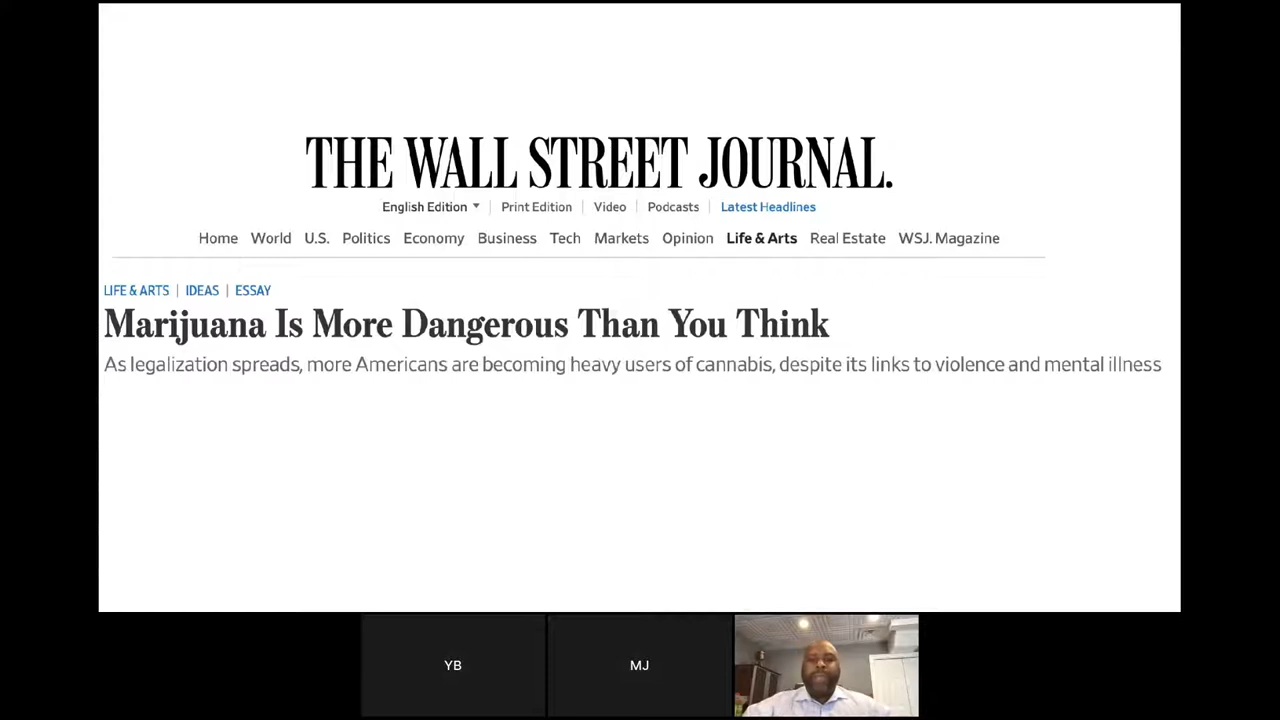 THE WALL STREET JOURNAL.
English Edition | Print Edition | Video | Podcasts | Latest Headlines
Home World U.S. Politics Economy Business Tech Markets Opinion Life & Arts Real Estate WSJ. Magazine
LIFE & ARTS | IDEAS | ESSAY
Marijuana Is More Dangerous Than You Think
As legalization spreads, more Americans are becoming heavy users of cannabis, despite its links to violence and mental illness
YB MJ